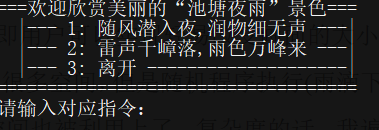 ===欢迎欣赏美丽的“池塘夜雨”景色===
|--- 1: 随风潜入夜,润物细无声 ---|
|--- 2: 雷声千嶂落,雨色万峰来 ---|
|--- 3: 离开 ---------------------|
==================================
请输入对应指令: